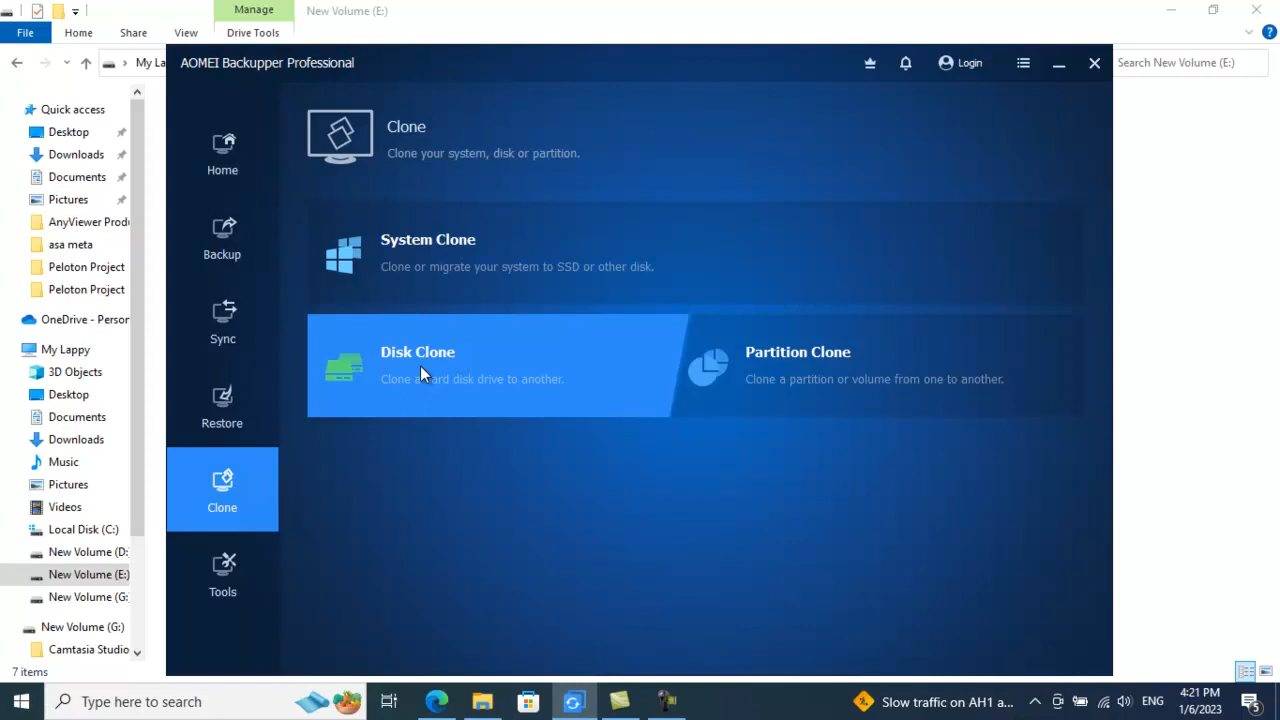 Manage
New Volume (E:)
File
Home
Share
View
Drive Tools
My La
Search New Volume (E:)
AOMEI Backupper Professional
Login
Quick access
Desktop
Downloads
Documents
Pictures
AnyViewer Produ
asa meta
Peloton Project
Peloton Project
OneDrive - Person
My Lappy
3D Objects
Desktop
Documents
Downloads
Music
Pictures
Videos
Local Disk (C:)
New Volume (D:
New Volume (E:)
New Volume (G:
New Volume (G:)
Camtasia Studio
7 items
Home
Backup
Sync
Restore
Clone
Tools
Clone
Clone your system, disk or partition.
System Clone
Clone or migrate your system to SSD or other disk.
Disk Clone
Clone a hard disk drive to another.
Partition Clone
Clone a partition or volume from one to another.
Type here to search
Slow traffic on AH1 a...
ENG
4:21 PM
1/6/2023
5